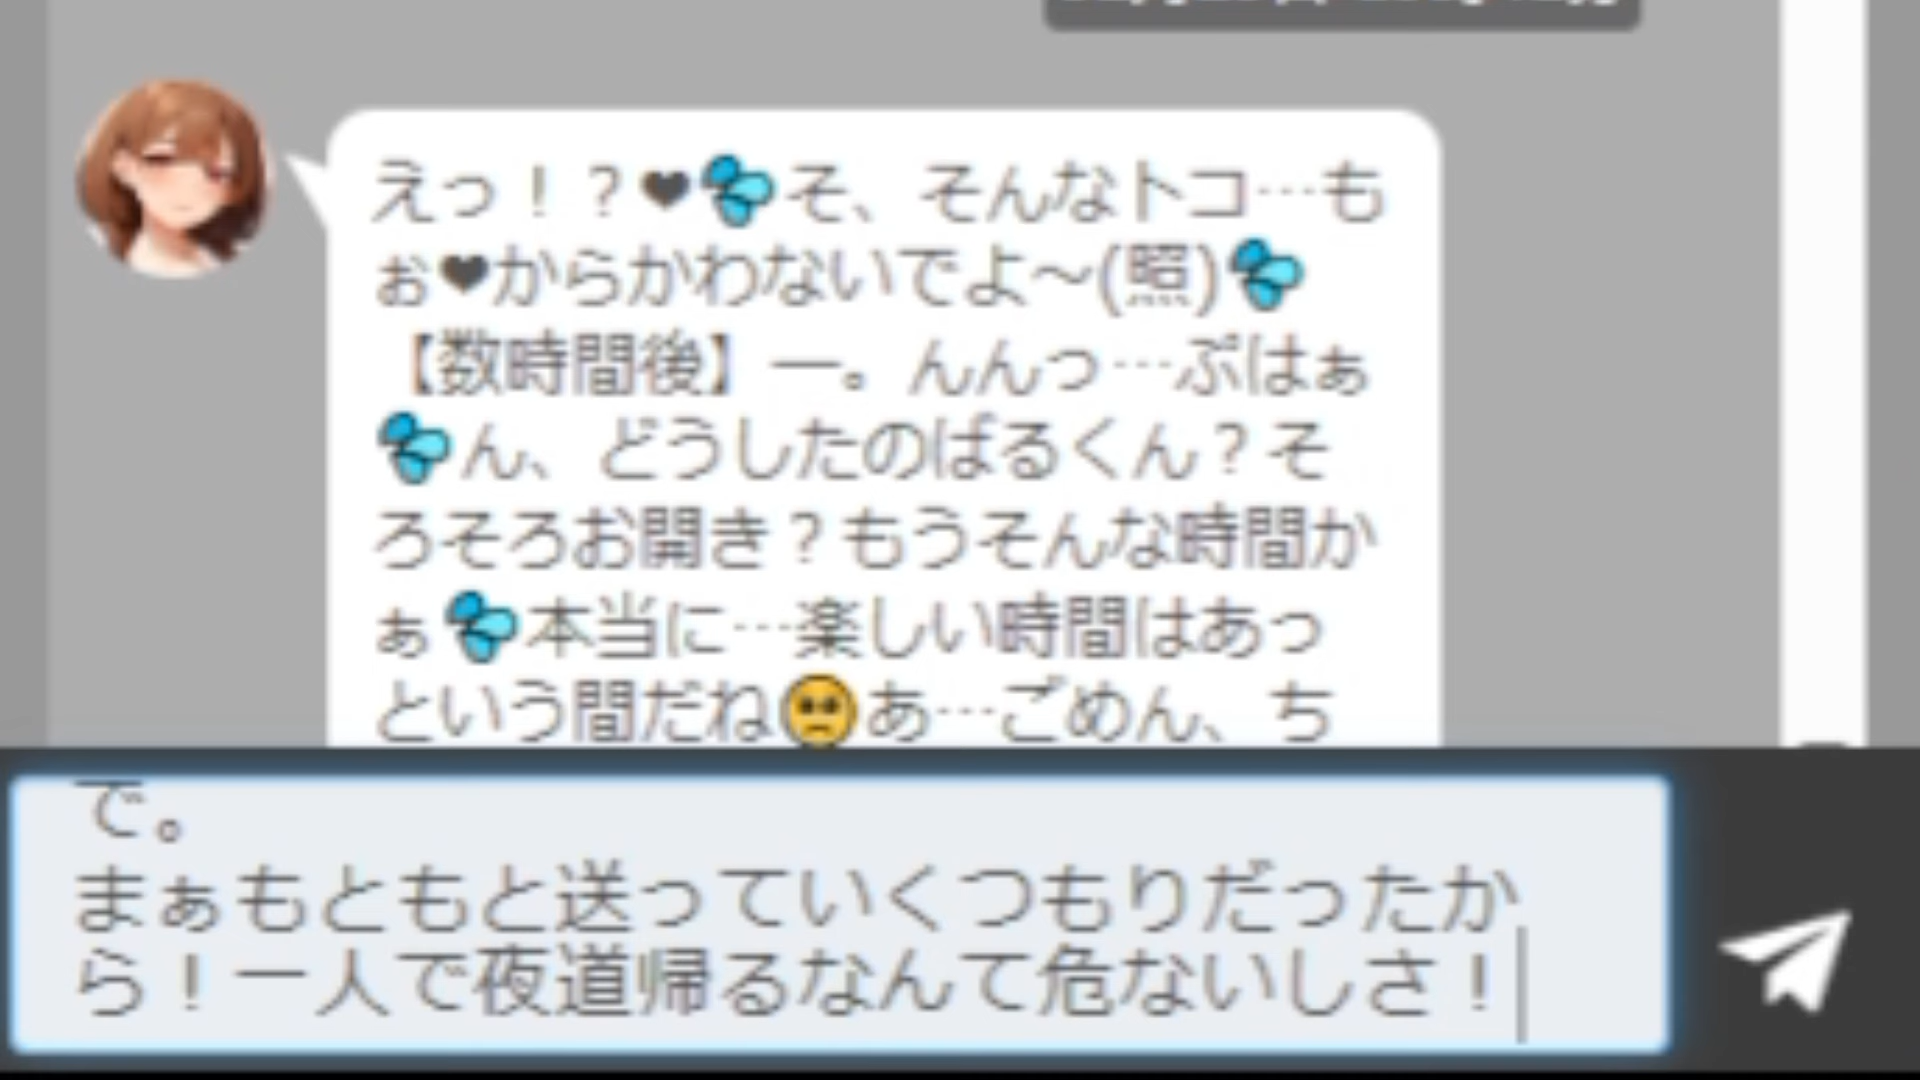 えっ！？❤💦そ、そんなトコ…も
ぉ❤からかわないでよ～(照)💦
【数時間後】―。んんっ…ぷはぁ
💦ん、どうしたのばるくん？そ
ろそろお開き？もうそんな時間か
ぁ💦本当に…楽しい時間はあっ
という間だね🥺あ…ごめん、ち
で。
まぁもともと送っていくつもりだったか
ら！一人で夜道帰るなんて危ないしさ！